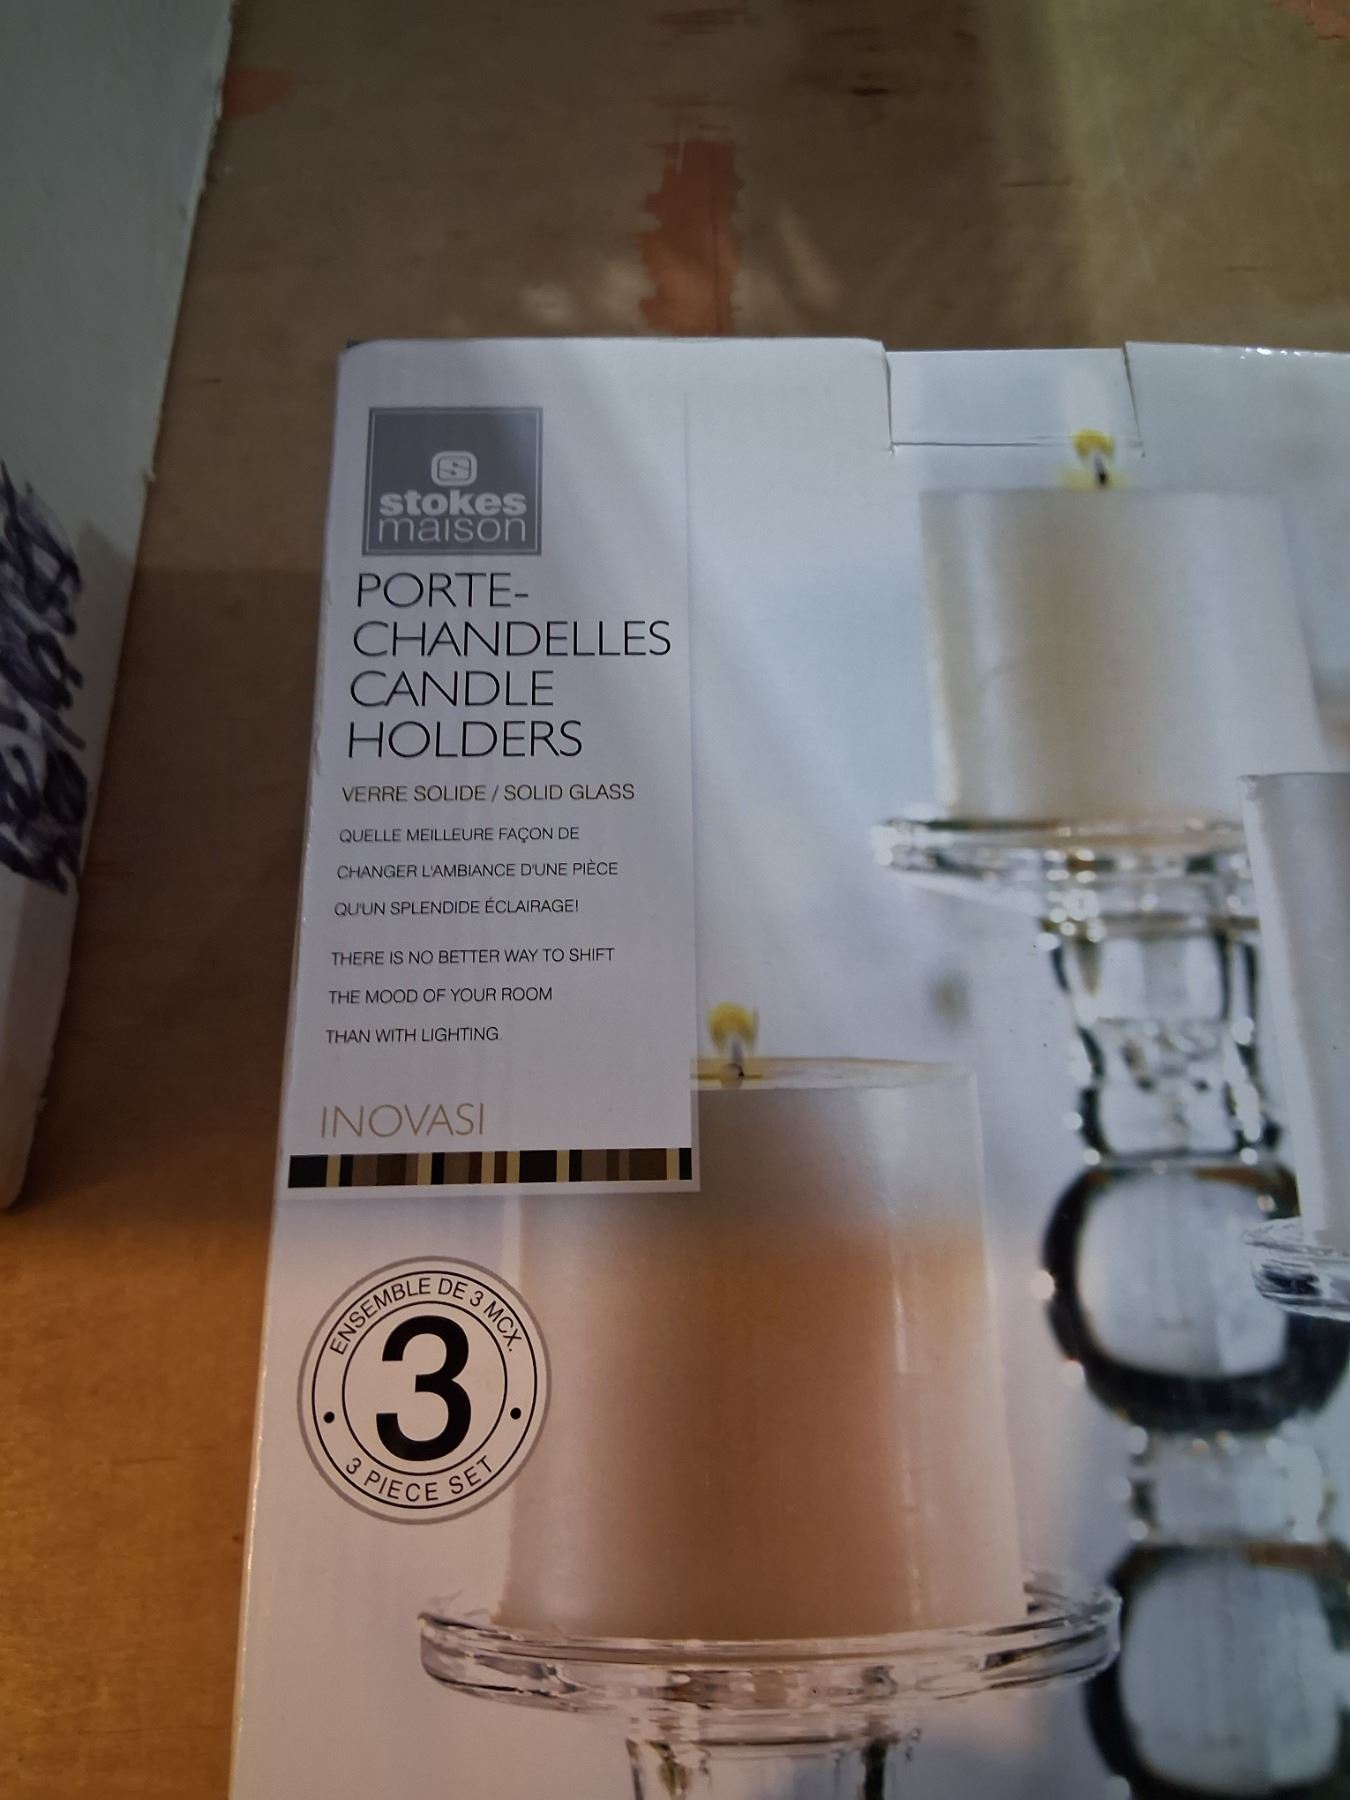 stokes
maison
PORTE-
CHANDELLES
CANDLE
HOLDERS
VERRE SOLIDE / SOLID GLASS
QUELLE MEILLEURE FAÇON DE
CHANGER L'AMBIANCE D'UNE PIÈCE
QU'UN SPLENDIDE ÉCLAIRAGE!
THERE IS NO BETTER WAY TO SHIFT
THE MOOD OF YOUR ROOM
THAN WITH LIGHTING.
INOVASI
ENSEMBLE DE 3 MCX.
3
3 PIECE SET